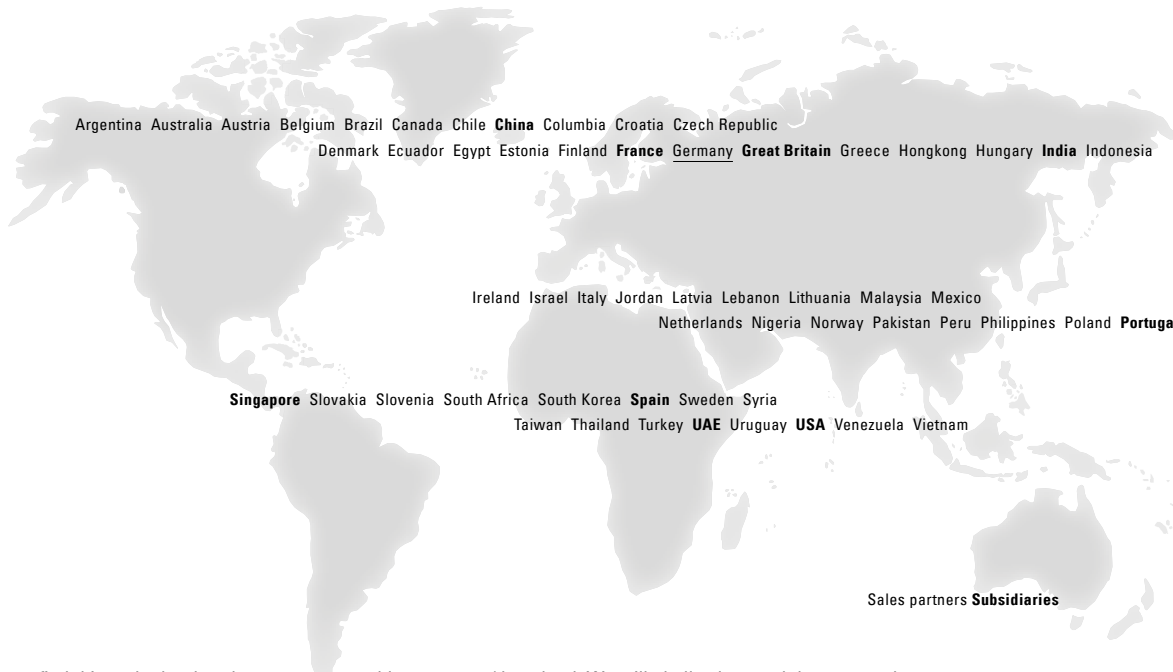 Argentina Australia Austria Belgium Brazil Canada Chile China Columbia Croatia Czech Republic
Denmark Ecuador Egypt Estonia Finland France Germany Great Britain Greece Hongkong Hungary India Indonesia
Ireland Israel Italy Jordan Latvia Lebanon Lithuania Malaysia Mexico
Netherlands Nigeria Norway Pakistan Peru Philippines Poland Portuga
Singapore Slovakia Slovenia South Africa South Korea Spain Sweden Syria
Taiwan Thailand Turkey UAE Uruguay USA Venezuela Vietnam
Sales partners Subsidiaries